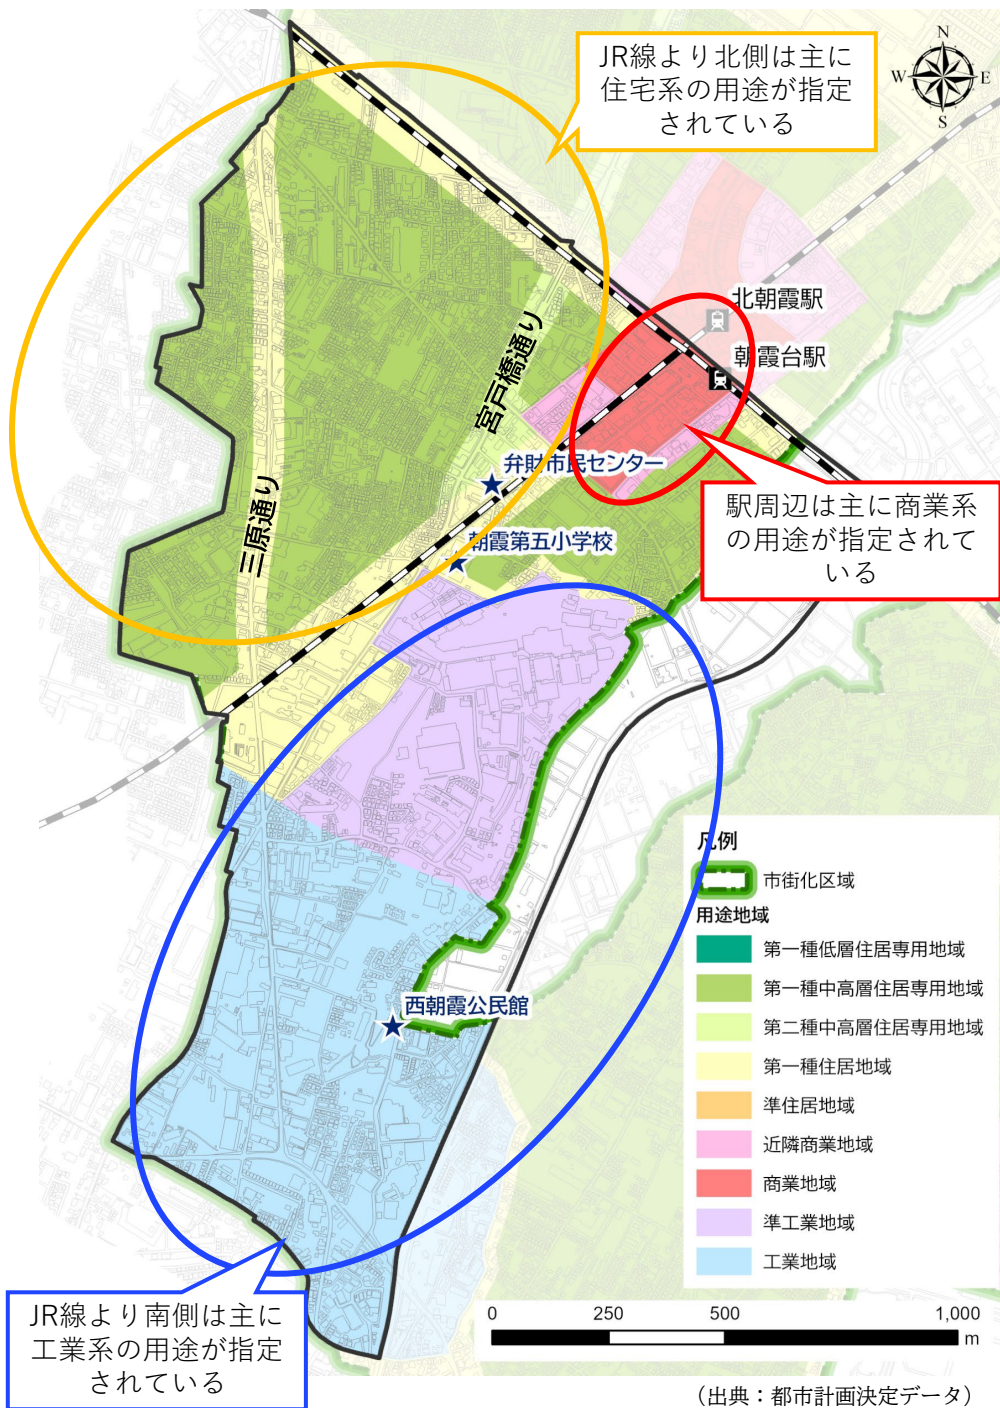 JR線より北側は主に
住宅系の用途が指定
されている
N
W
E
S
北朝霞駅
朝霞台駅
宮戸橋通り
三原通り
弁財市民センター
朝霞第五小学校
駅周辺は主に商業系
の用途が指定されて
いる
西朝霞公民館
凡例
市街化区域
用途地域
第一種低層住居専用地域
第一種中高層住居専用地域
第二種中高層住居専用地域
第一種住居地域
準住居地域
近隣商業地域
商業地域
準工業地域
工業地域
JR線より南側は主に
工業系の用途が指定
されている
0 250 500 1,000
m
（出典：都市計画決定データ）